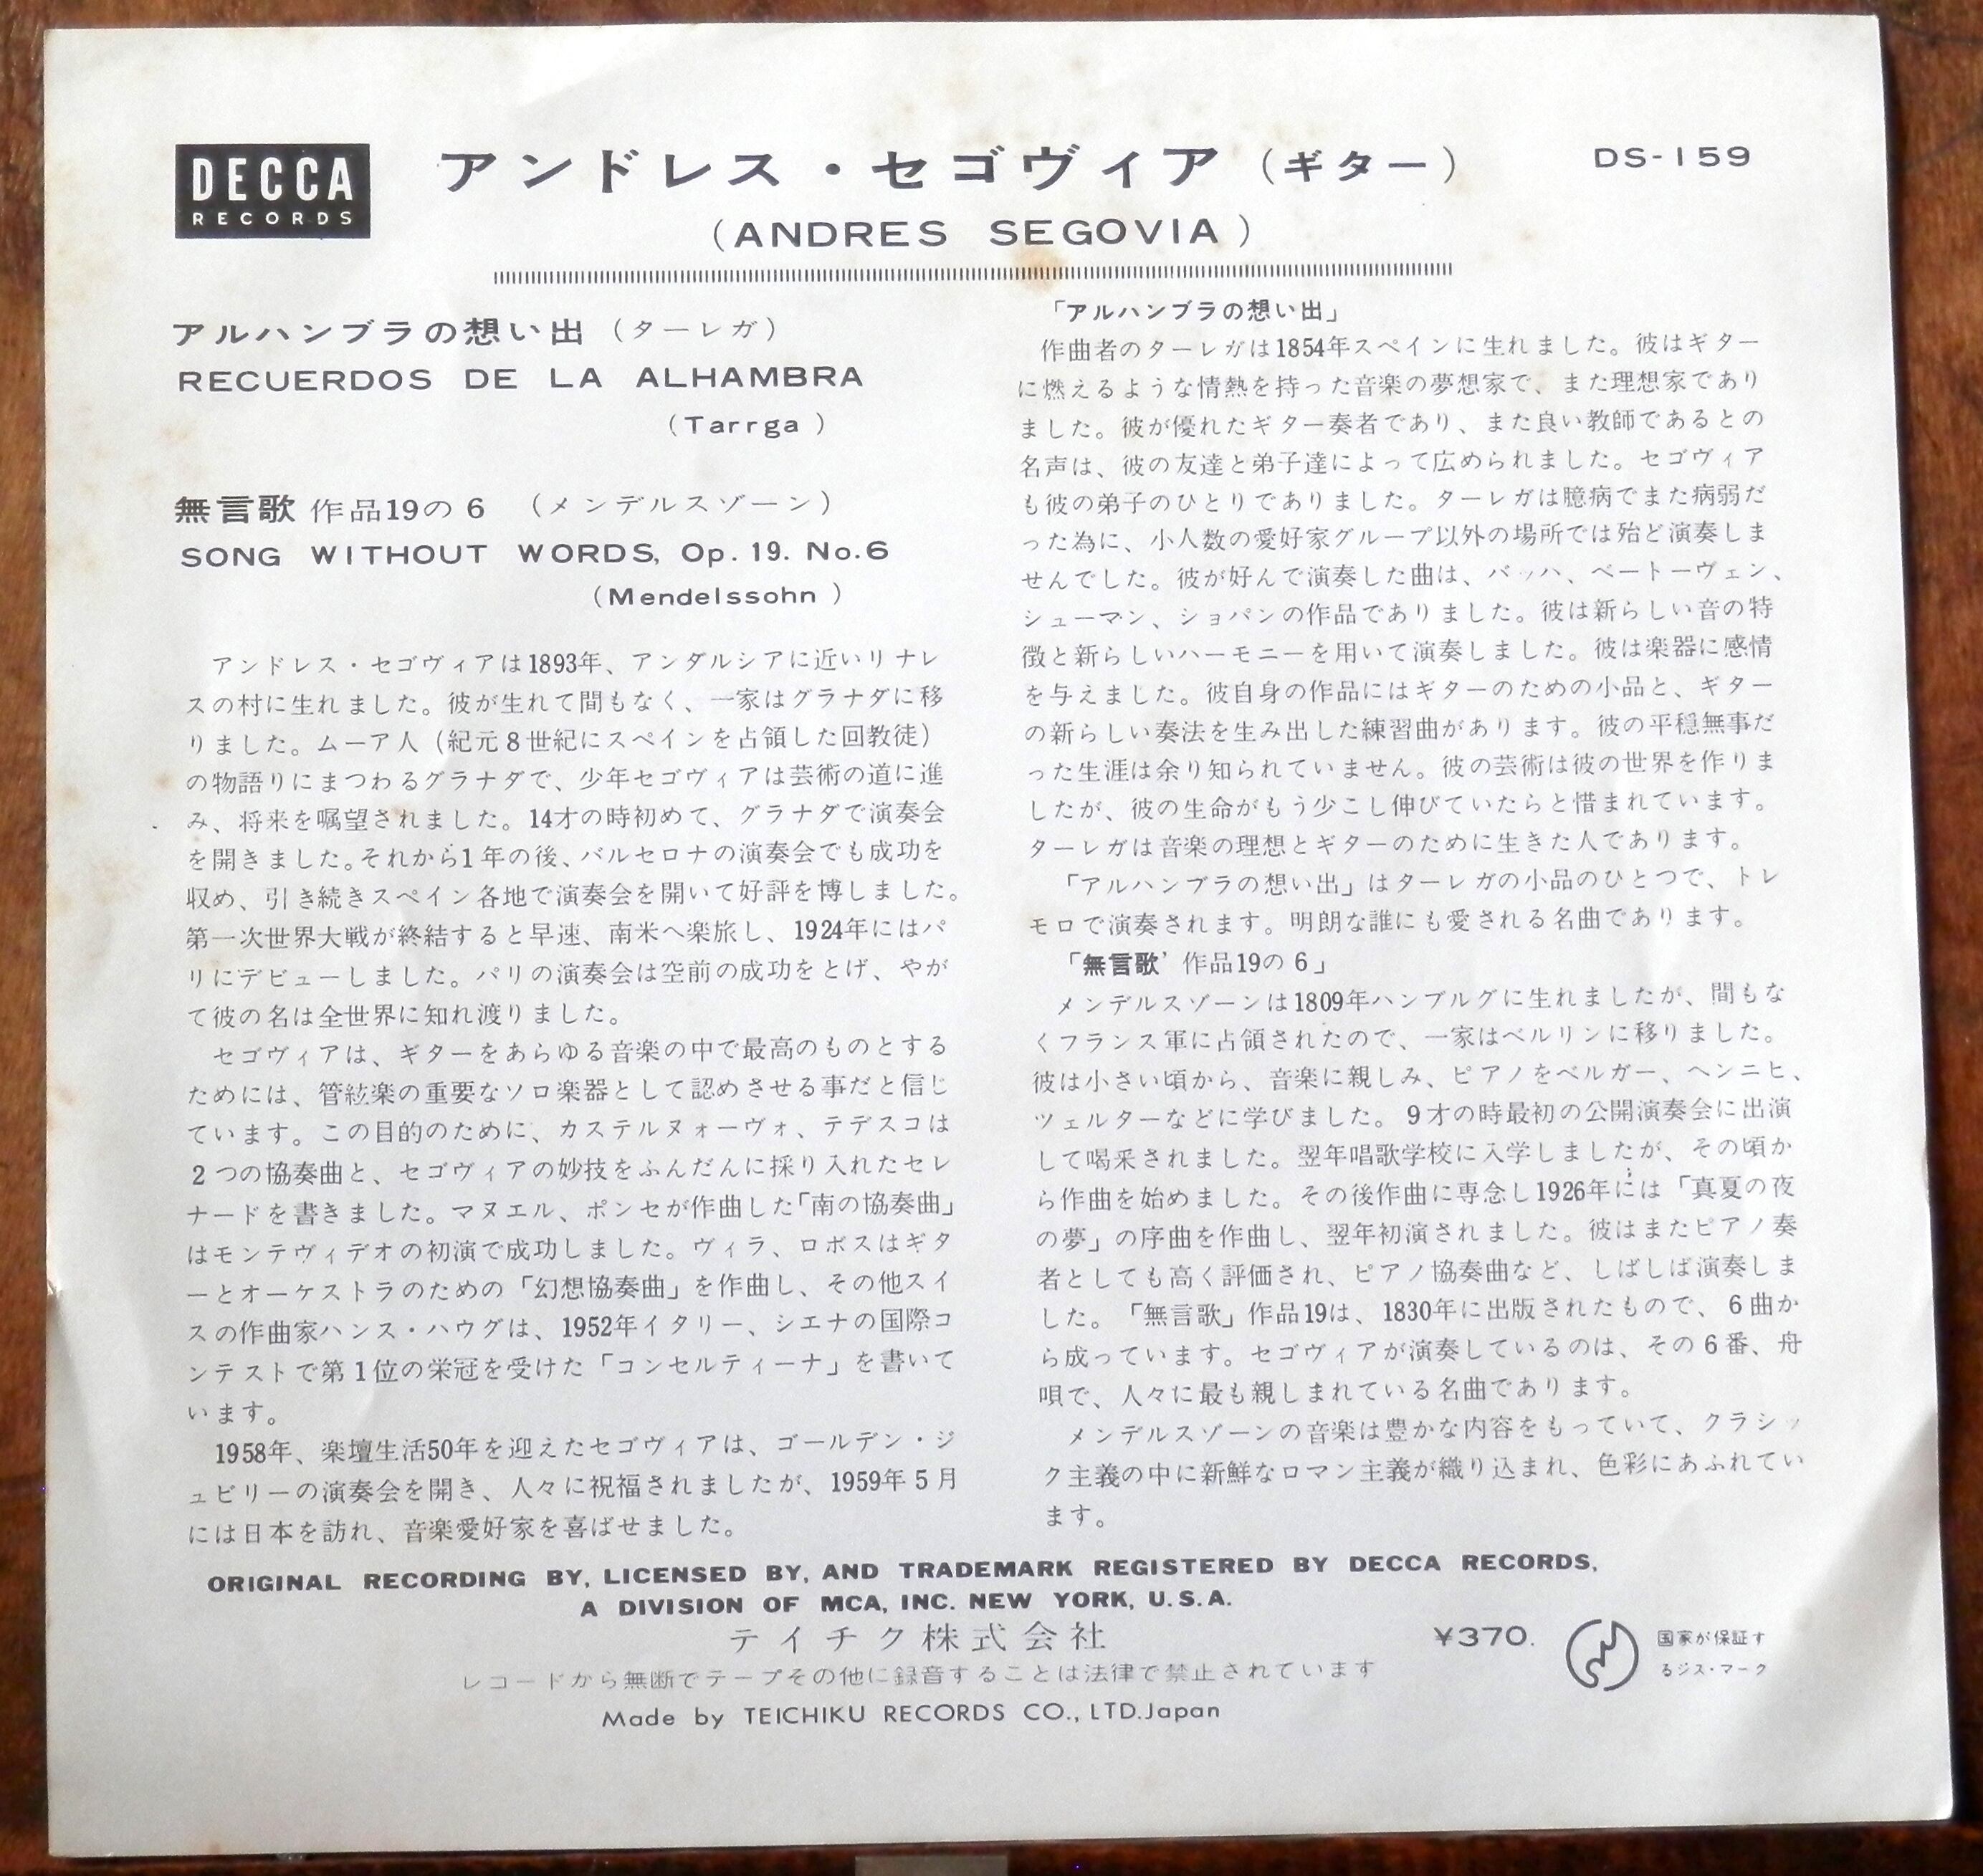 DECCA
RECORDS
アンドレス・セゴヴィア（ギター）
（ANDRES SEGOVIA）
DS-159
アルハンブラの想い出（ターレガ）
RECUERDOS DE LA ALHAMBRA
（Tarrga）
無言歌 作品19の6 （メンデルスゾーン）
SONG WITHOUT WORDS, Op. 19. No.6
（Mendelssohn）
アンドレス・セゴヴィアは1893年、アンダルシアに近いリナレ
スの村に生れました。彼が生れて間もなく、一家はグラナダに移
りました。ムーア人（紀元8世紀にスペインを占領した回教徒）
の物語りにまつわるグラナダで、少年セゴヴィアは芸術の道に進
み、将来を嘱望されました。14才の時初めて、グラナダで演奏会
を開きました。それから1年の後、バルセロナの演奏会でも成功を
収め、引き続きスペイン各地で演奏会を開いて好評を博しました。
第一次世界大戦が終結すると早速、南米へ楽旅し、1924年にはパ
リにデビューしました。パリの演奏会は空前の成功をとげ、やが
て彼の名は全世界に知れ渡りました。
セゴヴィアは、ギターをあらゆる音楽の中で最高のものとする
ためには、管絃楽の重要なソロ楽器として認めさせる事だと信じ
ています。この目的のために、カステルヌォーヴォ、テデスコは
2つの協奏曲と、セゴヴィアの妙技をふんだんに採り入れたセレ
ナードを書きました。マヌエル、ポンセが作曲した「南の協奏曲」
はモンテヴィデオの初演で成功しました。ヴィラ、ロボスはギタ
ーとオーケストラのための「幻想協奏曲」を作曲し、その他スイ
スの作曲家ハンス・ハウグは、1952年イタリー、シエナの国際コ
ンテストで第1位の栄冠を受けた「コンセルティーナ」を書いて
います。
1958年、楽壇生活50年を迎えたセゴヴィアは、ゴールデン・ジ
ュビリーの演奏会を開き、人々に祝福されましたが、1959年5月
には日本を訪れ、音楽愛好家を喜ばせました。
「アルハンブラの想い出」
作曲者のターレガは1854年スペインに生れました。彼はギター
に燃えるような情熱を持った音楽の夢想家で、また理想家であり
ました。彼が優れたギター奏者であり、また良い教師であるとの
名声は、彼の友達と弟子達によって広められました。セゴヴィア
も彼の弟子のひとりでありました。ターレガは臆病でまた病弱だ
った為に、小人数の愛好家グループ以外の場所では殆ど演奏しま
せんでした。彼が好んで演奏した曲は、バッハ、ベートーヴェン、
シューマン、ショパンの作品でありました。彼は新らしい音の特
徴と新らしいハーモニーを用いて演奏しました。彼は楽器に感情
を与えました。彼自身の作品にはギターのための小品と、ギター
の新らしい奏法を生み出した練習曲があります。彼の平穏無事だ
った生涯は余り知られていません。彼の芸術は彼の世界を作りま
したが、彼の生命がもう少こし伸びていたらと惜まれています。
ターレガは音楽の理想とギターのために生きた人であります。
「アルハンブラの想い出」はターレガの小品のひとつで、トレ
モロで演奏されます。明朗な誰にも愛される名曲であります。
「無言歌’ 作品19の6」
メンデルスゾーンは1809年ハンブルグに生れましたが、間もな
くフランス軍に占領されたので、一家はベルリンに移りました。
彼は小さい頃から、音楽に親しみ、ピアノをベルガー、ヘンニヒ、
ツェルターなどに学びました。9才の時最初の公開演奏会に出演
して喝采されました。翌年唱歌学校に入学しましたが、その頃か
ら作曲を始めました。その後作曲に専念し1926年には「真夏の夜
の夢」の序曲を作曲し、翌年初演されました。彼はまたピアノ奏
者としても高く評価され、ピアノ協奏曲など、しばしば演奏しま
した。「無言歌」作品19は、1830年に出版されたもので、6曲か
ら成っています。セゴヴィアが演奏しているのは、その6番、舟
唄で、人々に最も親しまれている名曲であります。
メンデルスゾーンの音楽は豊かな内容をもっていて、クラシッ
ク主義の中に新鮮なロマン主義が織り込まれ、色彩にあふれてい
ます。
ORIGINAL RECORDING BY, LICENSED BY, AND TRADEMARK REGISTERED BY DECCA RECORDS,
A DIVISION OF MCA, INC. NEW YORK, U.S.A.
テイチク株式会社
¥370.
国家が保証す
るジス・マーク
レコードから無断でテープその他に録音することは法律で禁止されています
Made by TEICHIKU RECORDS CO., LTD. Japan